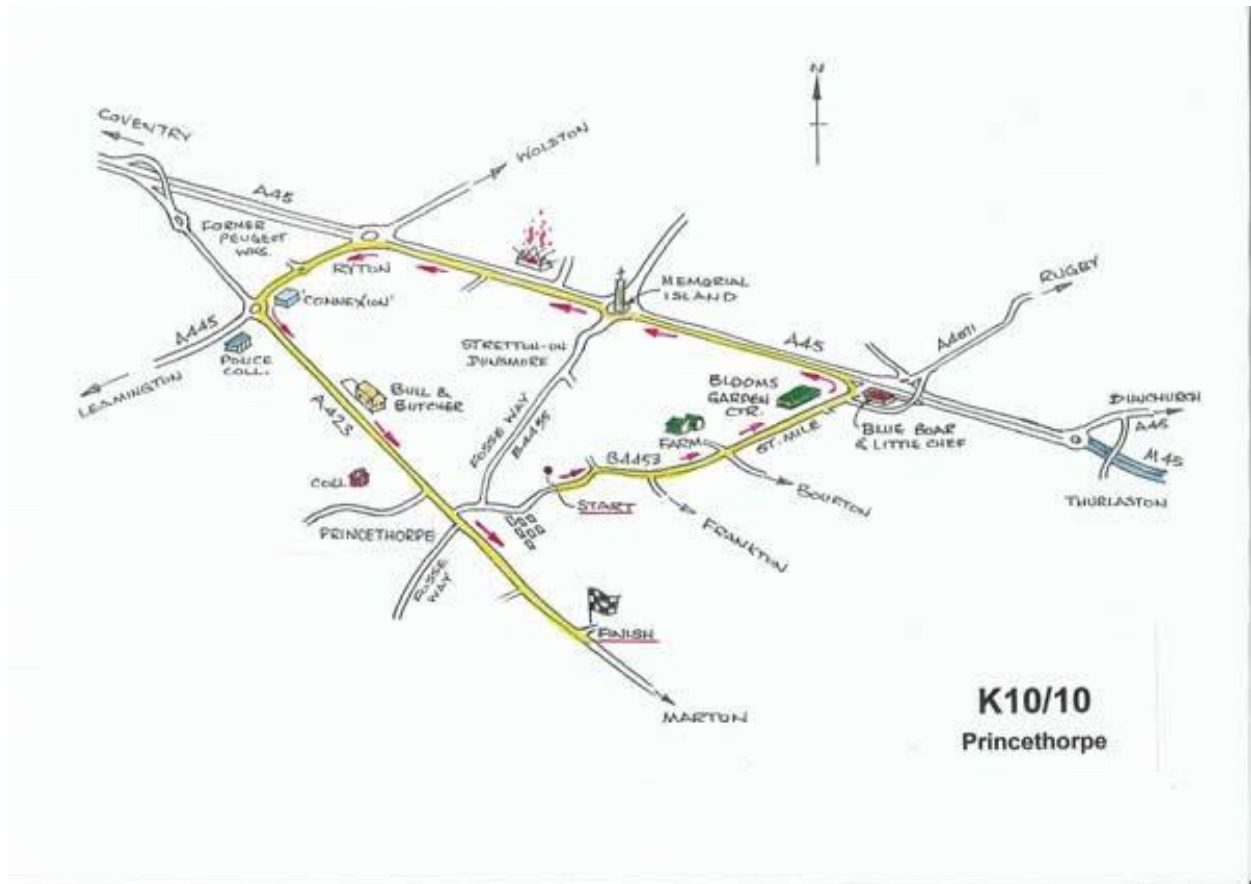 N
COVENTRY
WOLSTON
A45
FORMER
PEUGEOT
WKS.
RYTON
'CONNEXION'
MEMORIAL
ISLAND
RUGBY
A4071
A45
A445
POLICE
COLL.
LEAMINGTON
STRETTON-ON
DUNSMORE
BULL &
BUTCHER
A423
BLOOMS
GARDEN
CTR.
DUNCHURCH
A45
BLUE BOAR
& LITTLE CHEF
M45
THURLASTON
FOSSE WAY
B4455
FARM
ST. MILE
B4453
COLL.
START
BOURTON
FRANKTON
PRINCETHORPE
FOSSE
WAY
FINISH
MARTON
K10/10
Princethorpe